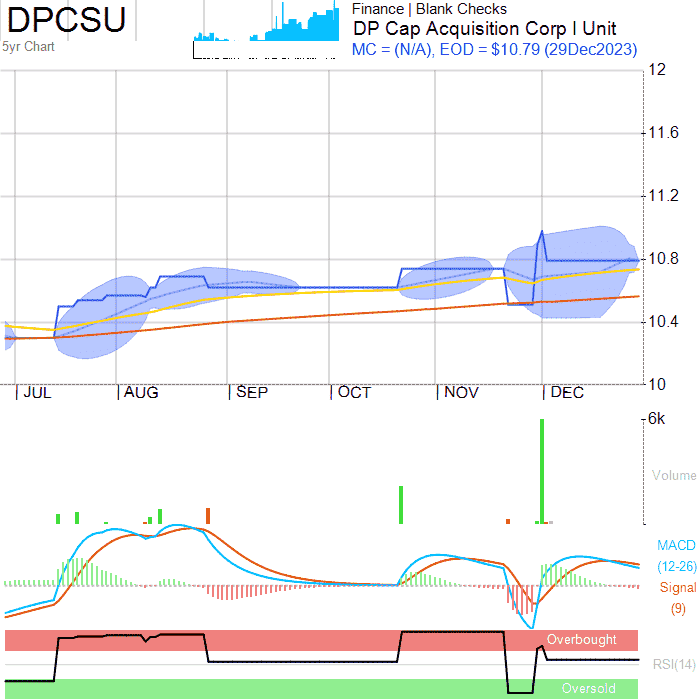 DPCSU
5yr Chart
Finance | Blank Checks
DP Cap Acquisition Corp I Unit
MC = (N/A), EOD = $10.79 (29Dec2023)
12
11.6
11.2
10.8
10.4
10
JUL
AUG
SEP
OCT
NOV
DEC
6k
Volume
MACD
(12-26)
Signal
(9)
Overbought
RSI(14)
Oversold